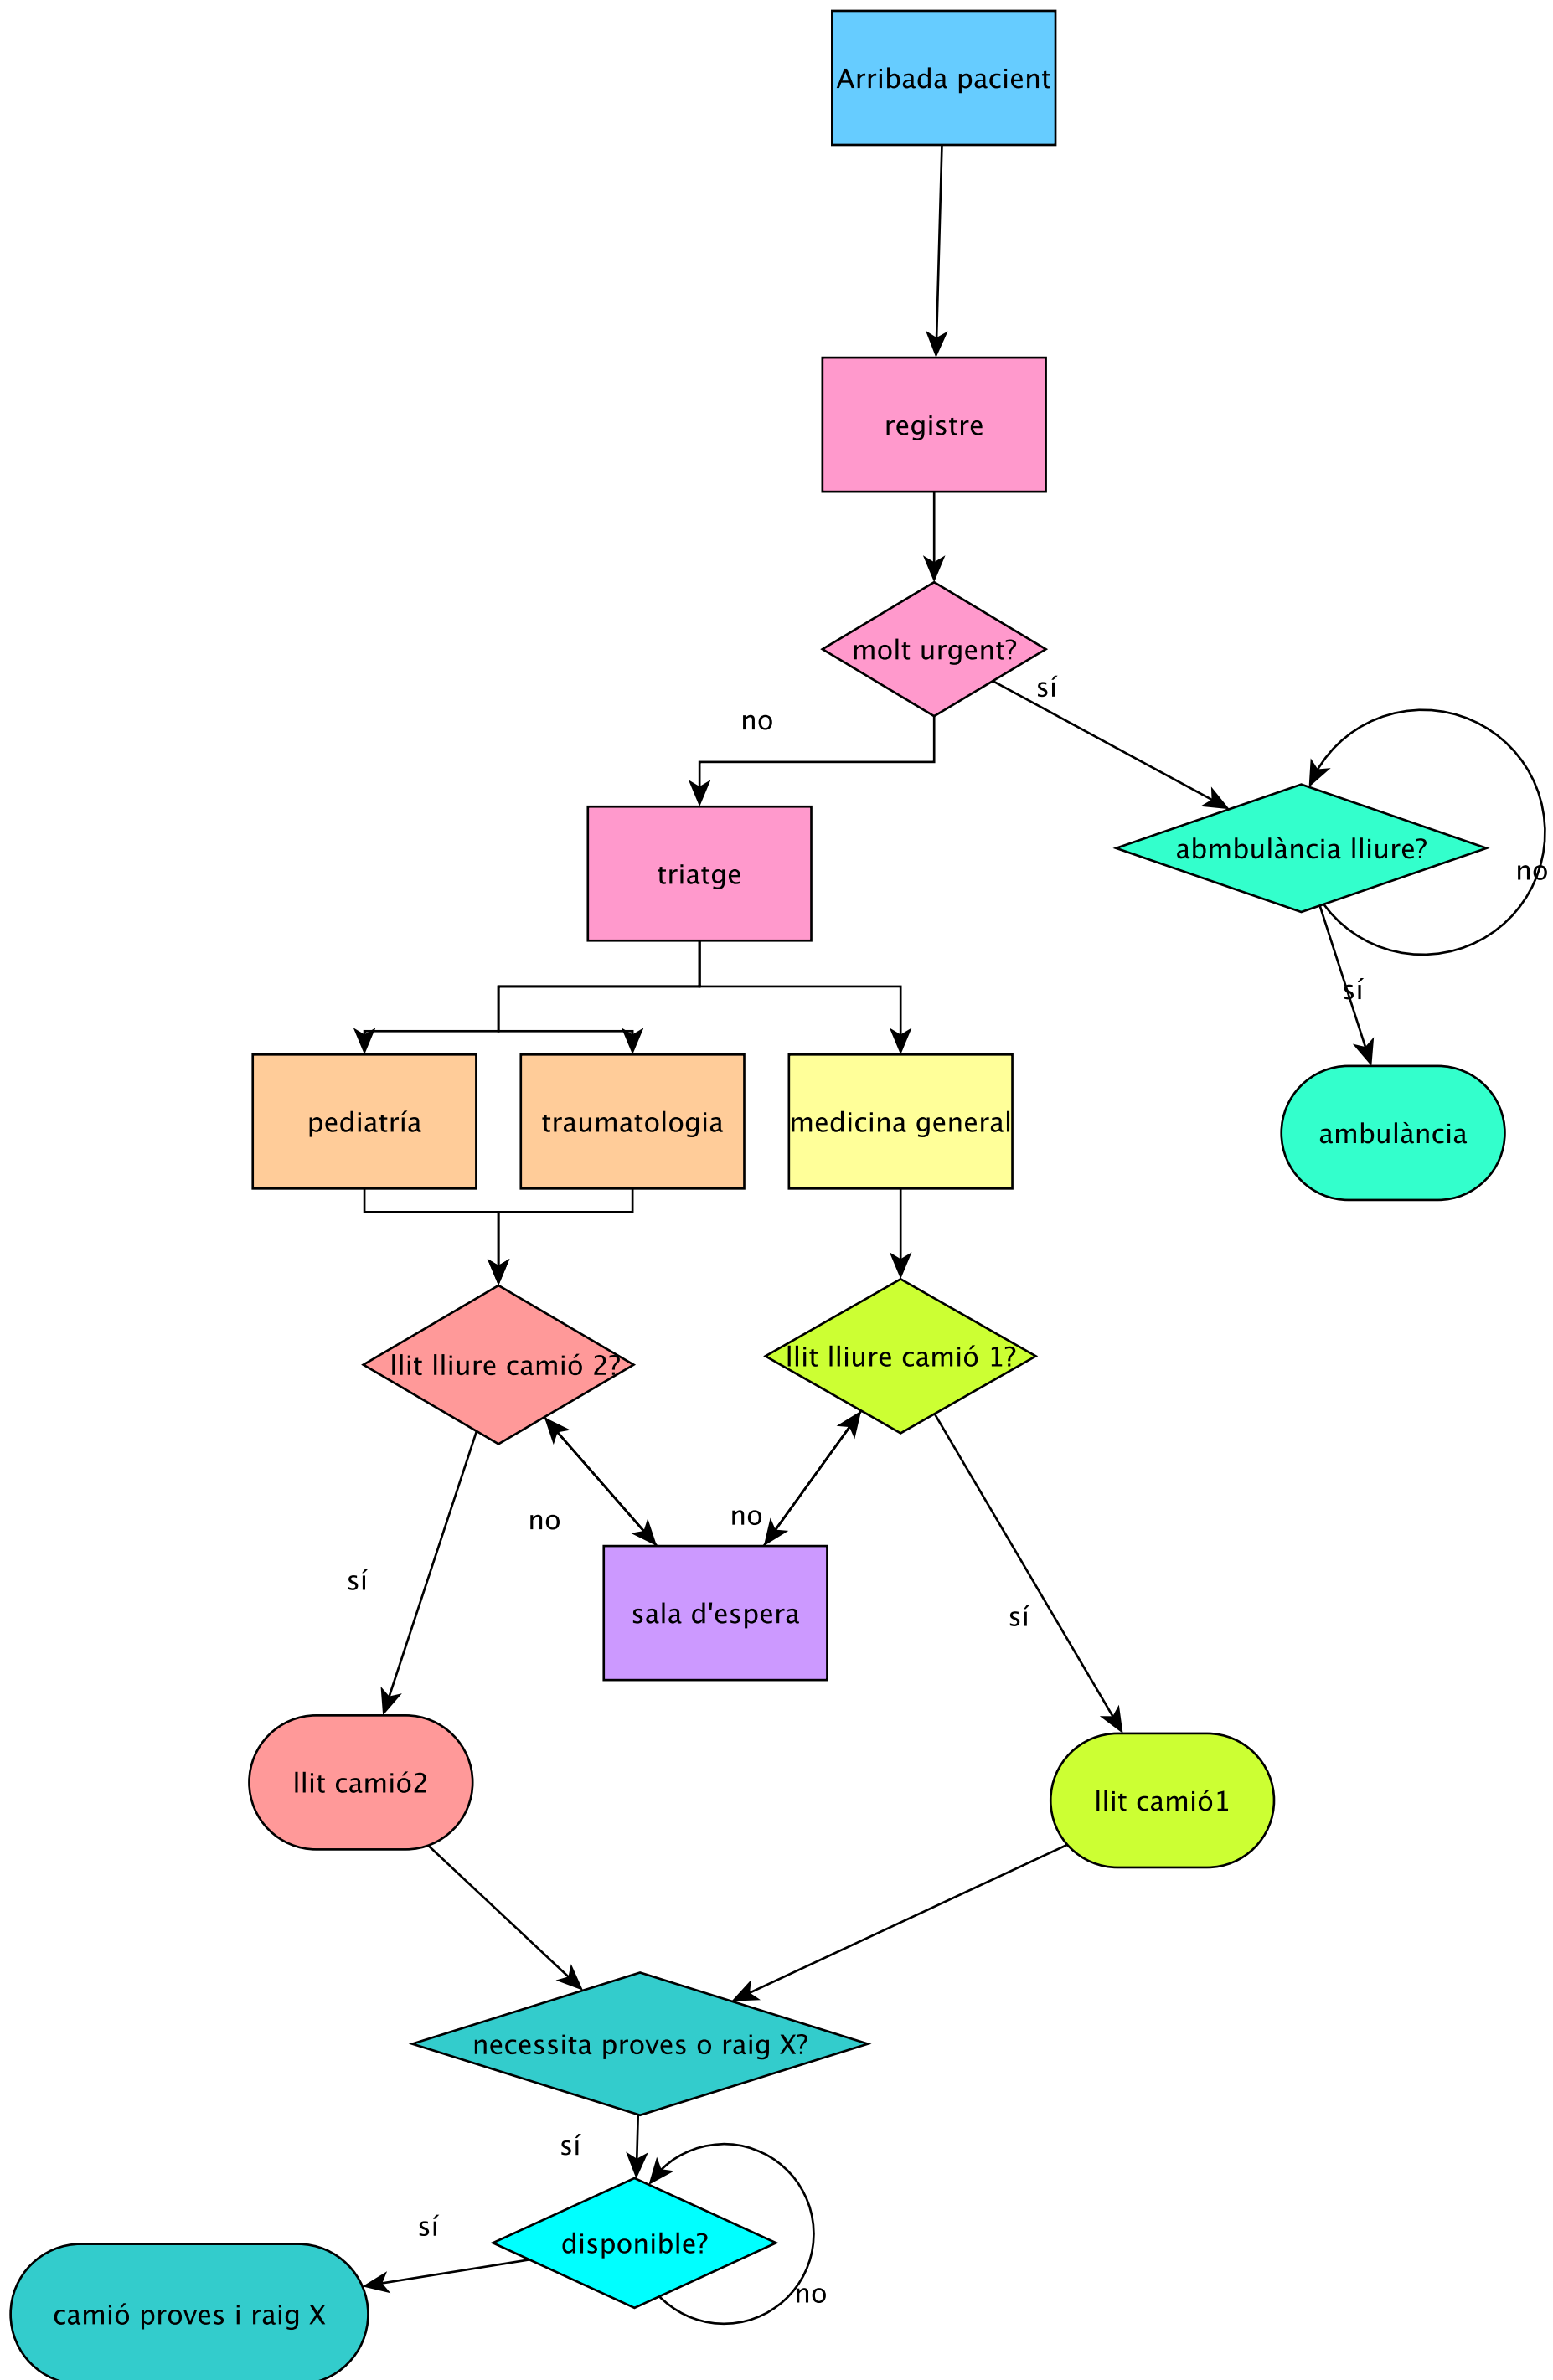 Arribada pacient
registre
molt urgent?
sí
no
abmbulància lliure?
no
triatge
sí
pediatría
traumatologia
medicina general
ambulància
llit lliure camió 2?
llit lliure camió 1?
no
no
sí
sala d'espera
sí
llit camió2
llit camió1
necessita proves o raig X?
sí
sí
disponible?
no
camió proves i raig X